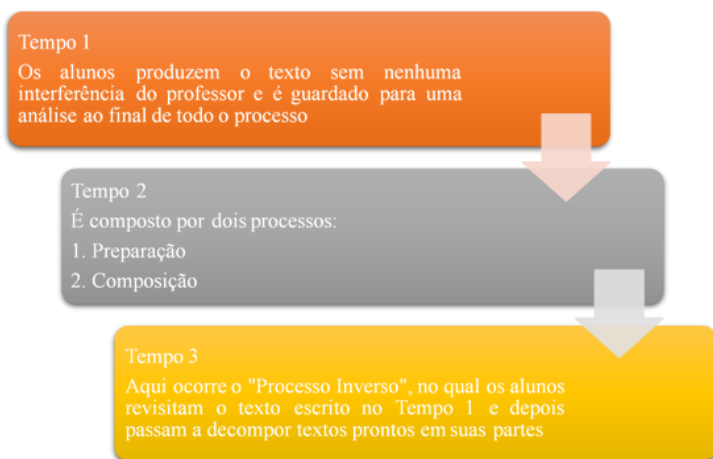 Tempo 1
Os alunos produzem o texto sem nenhuma
interferência do professor e é guardado para uma
análise ao final de todo o processo
Tempo 2
É composto por dois processos:
1. Preparação
2. Composição
Tempo 3
Aqui ocorre o "Processo Inverso", no qual os alunos
revisitam o texto escrito no Tempo 1 e depois
passam a decompor textos prontos em suas partes